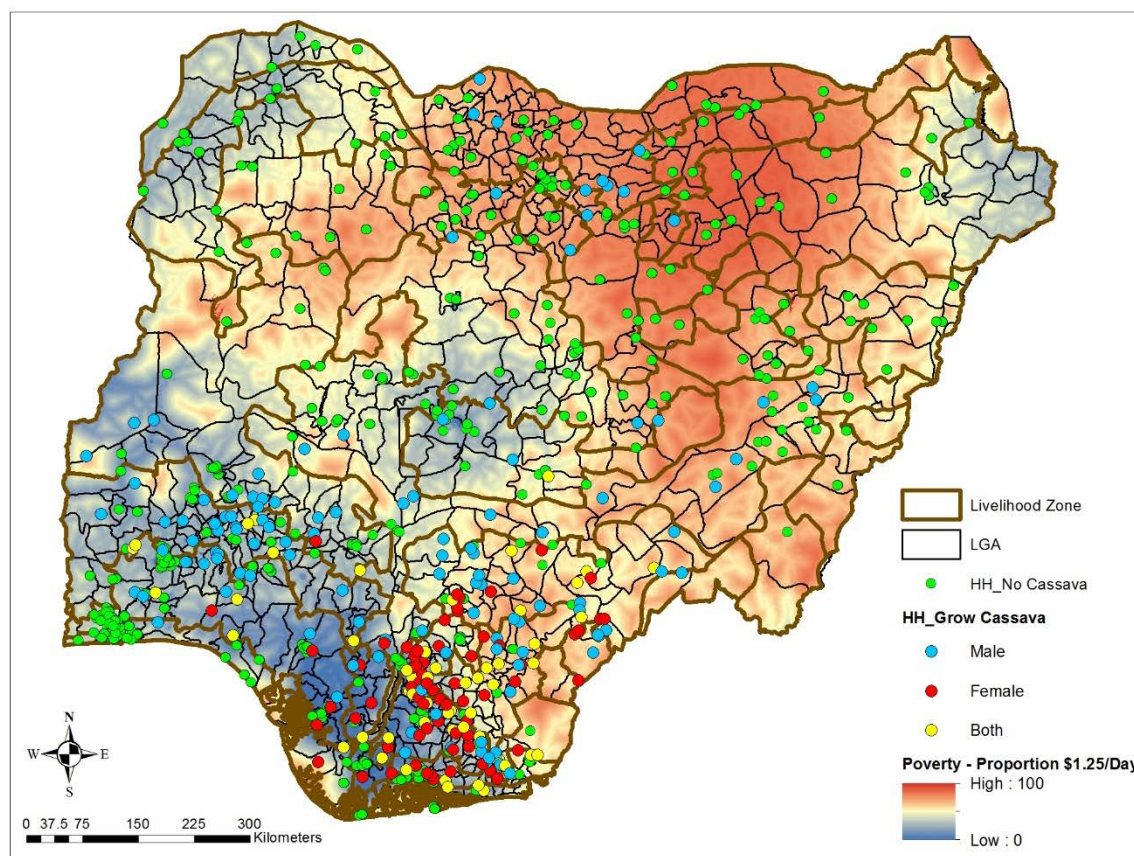 Livelihood Zone
LGA
HH_No Cassava
HH_Grow Cassava
Male
Female
Both
Poverty - Proportion $1.25/Day
High : 100
Low : 0
N
W E
S
0 37.5 75 150 225 300
Kilometers